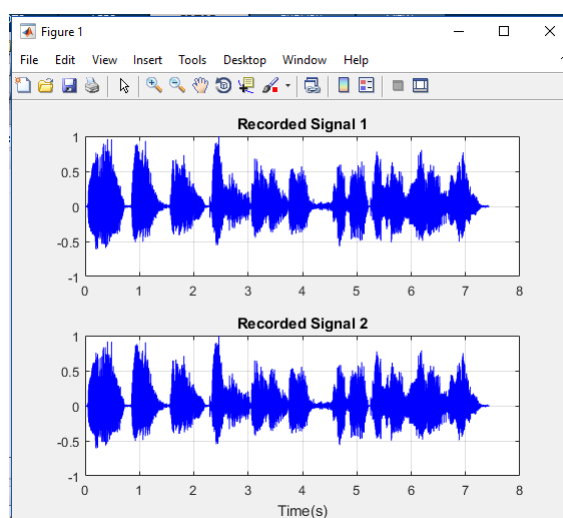 Figure 1
File Edit View Insert Tools Desktop Window Help
Recorded Signal 1
1
0.5
0
-0.5
-1
0 1 2 3 4 5 6 7 8
Recorded Signal 2
1
0.5
0
-0.5
-1
0 1 2 3 4 5 6 7 8
Time(s)